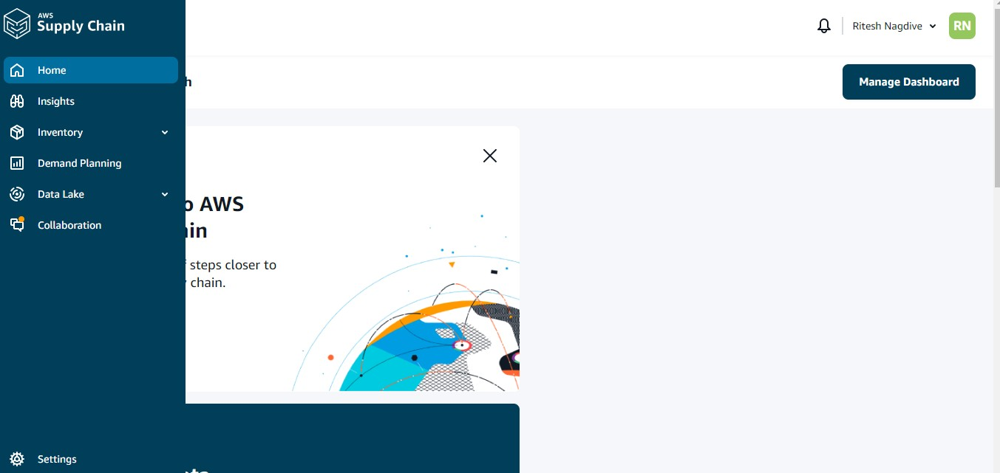 AWS
Supply Chain
Home
Insights
Inventory
Demand Planning
Data Lake
Collaboration
Settings
Ritesh Nagdive
RN
Manage Dashboard
AWS
steps closer to
chain.